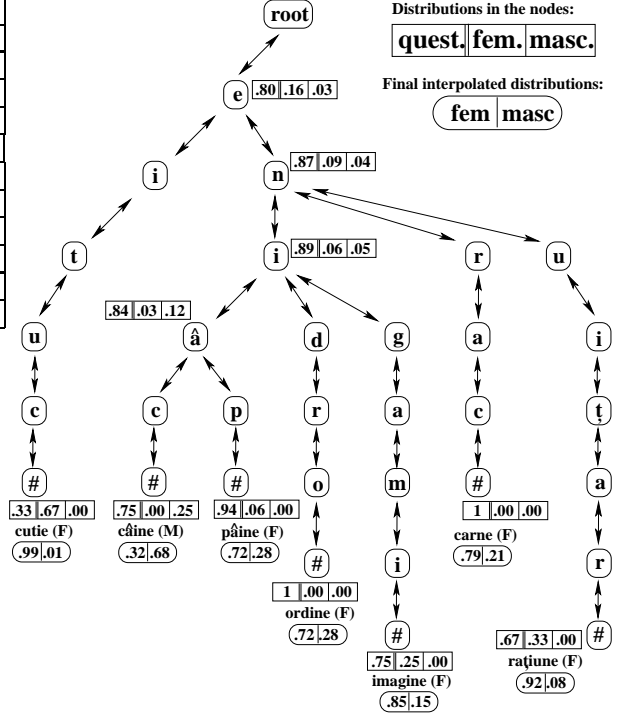 root
Distributions in the nodes:
quest. fem. masc.
Final interpolated distributions:
fem masc
e .80 .16 .03
i n .87 .09 .04
t i .89 .06 .05 r u
.84 .03 .12
u â d g a i
c c p r a c ţ
# # # o m # a
.33 .67 .00 .75 .00 .25 .94 .06 .00 1 .00 .00
cutie (F) câine (M) pâine (F) carne (F)
.99 .01 .32 .68 .72 .28 .79 .21
# i r
1 .00 .00
ordine (F)
.72 .28
# .67 .33 .00 #
.75 .25 .00 raţiune (F)
imagine (F) .92 .08
.85 .15